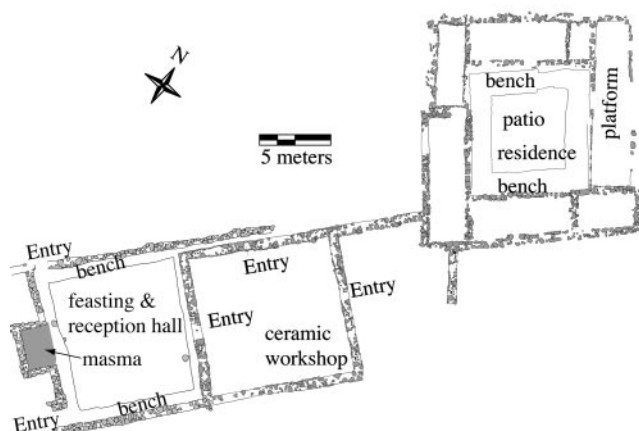 N
5 meters
bench
patio
residence
bench
platform
Entry
bench
feasting &
reception hall
masma
bench
Entry
Entry
Entry
Entry
ceramic
workshop